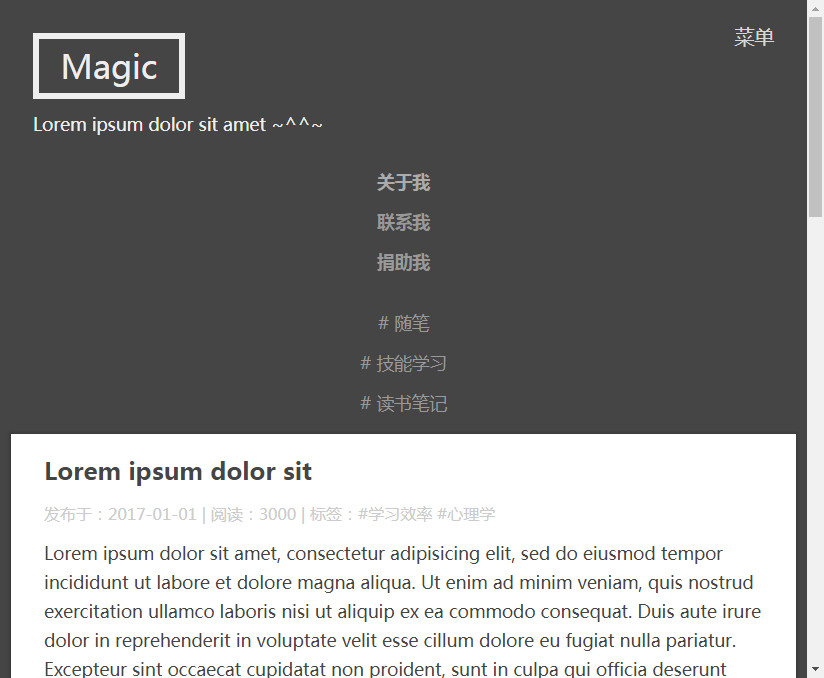 菜单
Magic
Lorem ipsum dolor sit amet ~^^~
关于我
联系我
捐助我
# 随笔
# 技能学习
# 读书笔记
Lorem ipsum dolor sit
发布于：2017-01-01 | 阅读：3000 | 标签：#学习效率 #心理学
Lorem ipsum dolor sit amet, consectetur adipisicing elit, sed do eiusmod tempor
incididunt ut labore et dolore magna aliqua. Ut enim ad minim veniam, quis nostrud
exercitation ullamco laboris nisi ut aliquip ex ea commodo consequat. Duis aute irure
dolor in reprehenderit in voluptate velit esse cillum dolore eu fugiat nulla pariatur.
Excepteur sint occaecat cupidatat non proident, sunt in culpa qui officia deserunt